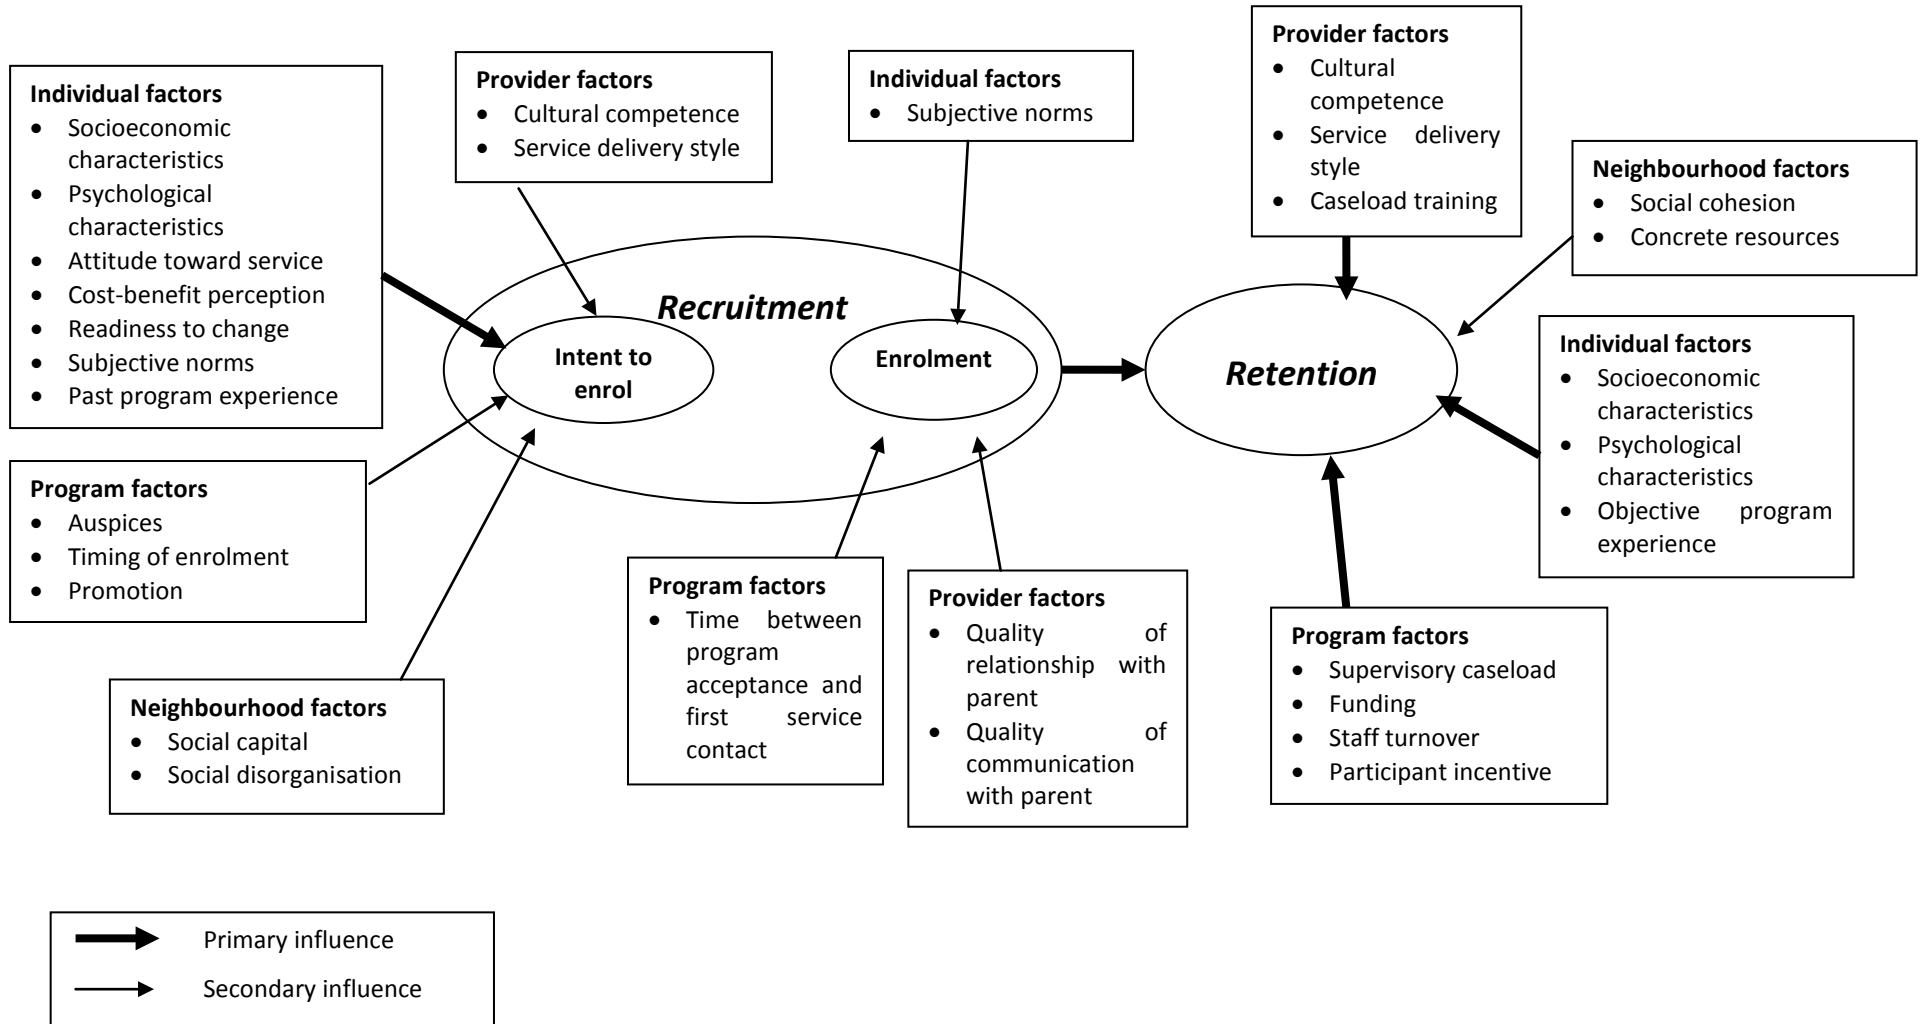 Individual factors
• Socioeconomic
characteristics
• Psychological
characteristics
• Attitude toward service
• Cost-benefit perception
• Readiness to change
• Subjective norms
• Past program experience
Provider factors
• Cultural competence
• Service delivery style
Individual factors
• Subjective norms
Provider factors
• Cultural
competence
• Service delivery
style
• Caseload training
Neighbourhood factors
• Social cohesion
• Concrete resources
Recruitment
Intent to
enrol
Enrolment
Retention
Individual factors
• Socioeconomic
characteristics
• Psychological
characteristics
• Objective program
experience
Program factors
• Auspices
• Timing of enrolment
• Promotion
Neighbourhood factors
• Social capital
• Social disorganisation
Program factors
• Time between
program
acceptance and
first service
contact
Provider factors
• Quality of
relationship with
parent
• Quality of
communication
with parent
Program factors
• Supervisory caseload
• Funding
• Staff turnover
• Participant incentive
Primary influence
Secondary influence